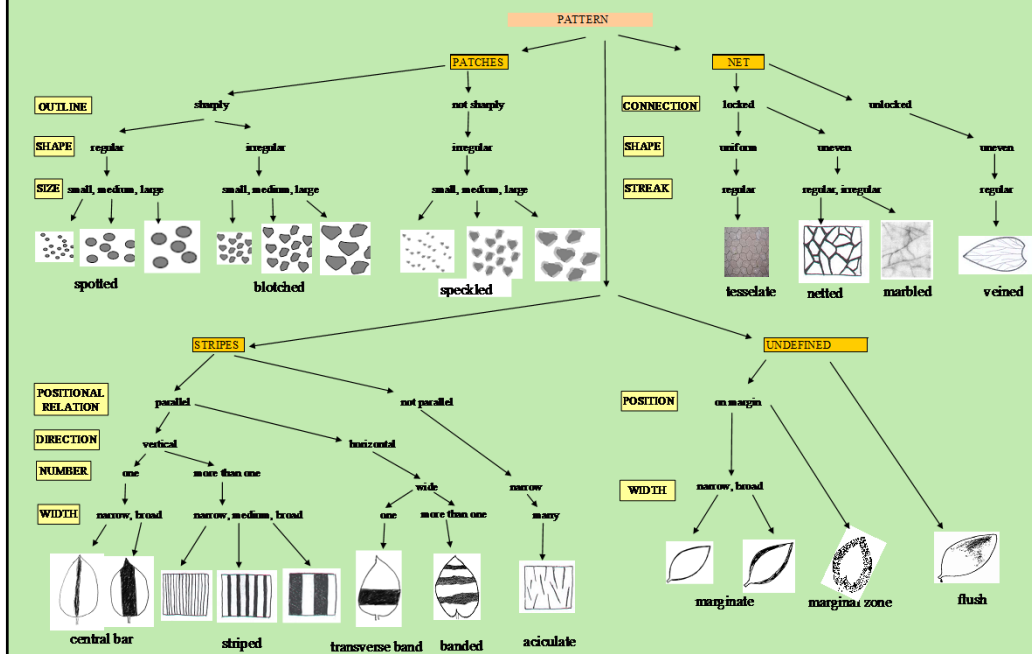 PATTERN
PATCHES
NET
OUTLINE
sharply
not sharply
CONNECTION
locked
unlocked
SHAPE
regular
irregular
irregular
SHAPE
uniform
uneven
uneven
SIZE
small, medium, large
small, medium, large
small, medium, large
STREAK
regular
regular, irregular
regular
spotted
blotched
speckled
tesselate
netted
marbled
veined
STRIPES
UNDEFINED
POSITIONAL
RELATION
parallel
not parallel
POSITION
on margin
DIRECTION
vertical
horizontal
NUMBER
one
more than one
wide
narrow
WIDTH
narrow, broad
WIDTH
narrow, broad
narrow, medium, broad
one
more than one
many
central bar
striped
transverse band
banded
aciculate
marginate
marginal zone
flush